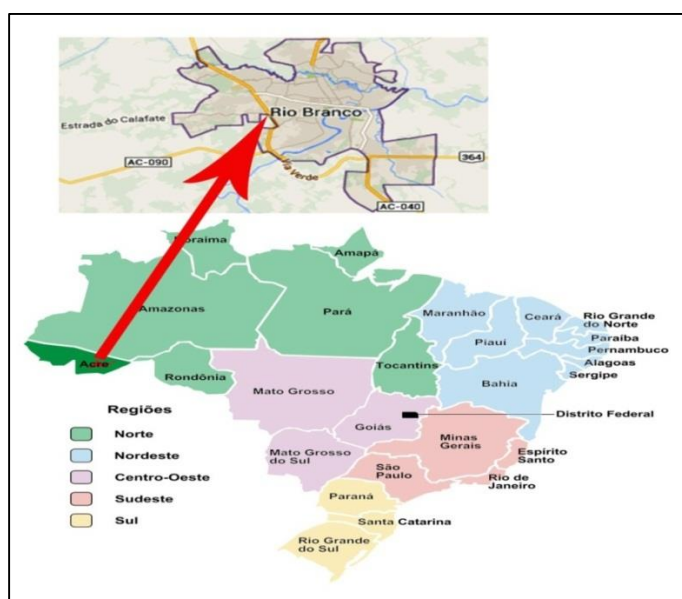 Rio Branco
Estrada do Calafate
AC-090
Via Verde
364
AC-040
Roraima
Amapá
Amazonas
Pará
Maranhão
Ceará
Rio Grande
do Norte
Paraíba
Piauí
Pernambuco
Alagoas
Sergipe
Acre
Rondônia
Tocantins
Bahia
Mato Grosso
Distrito Federal
Goiás
Minas
Gerais
Mato Grosso
do Sul
Espírito
Santo
São
Paulo
Rio de
Janeiro
Paraná
Santa Catarina
Rio Grande
do Sul
Regiões
Norte
Nordeste
Centro-Oeste
Sudeste
Sul